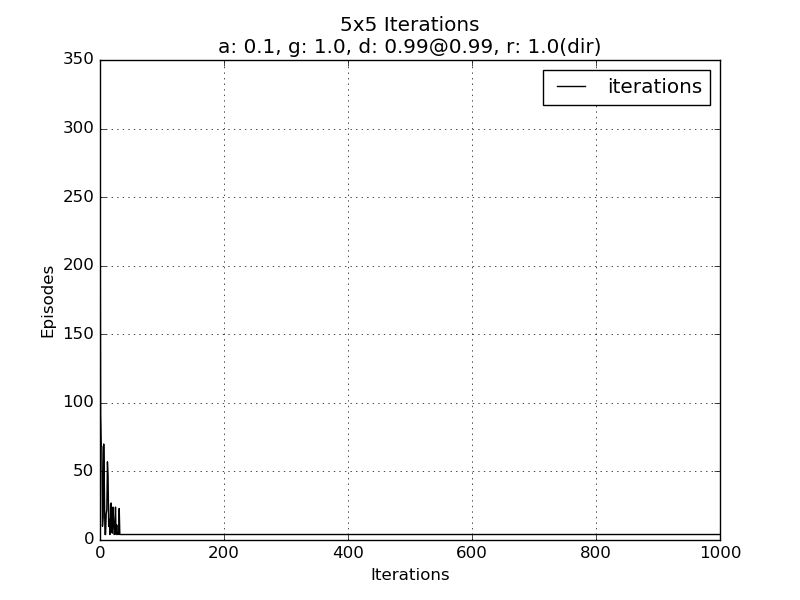 5x5 Iterations
a: 0.1, g: 1.0, d: 0.99@0.99, r: 1.0(dir)
350
iterations
300
250
200
150
Episodes
100
50
0
0 200 400 600 800 1000
Iterations